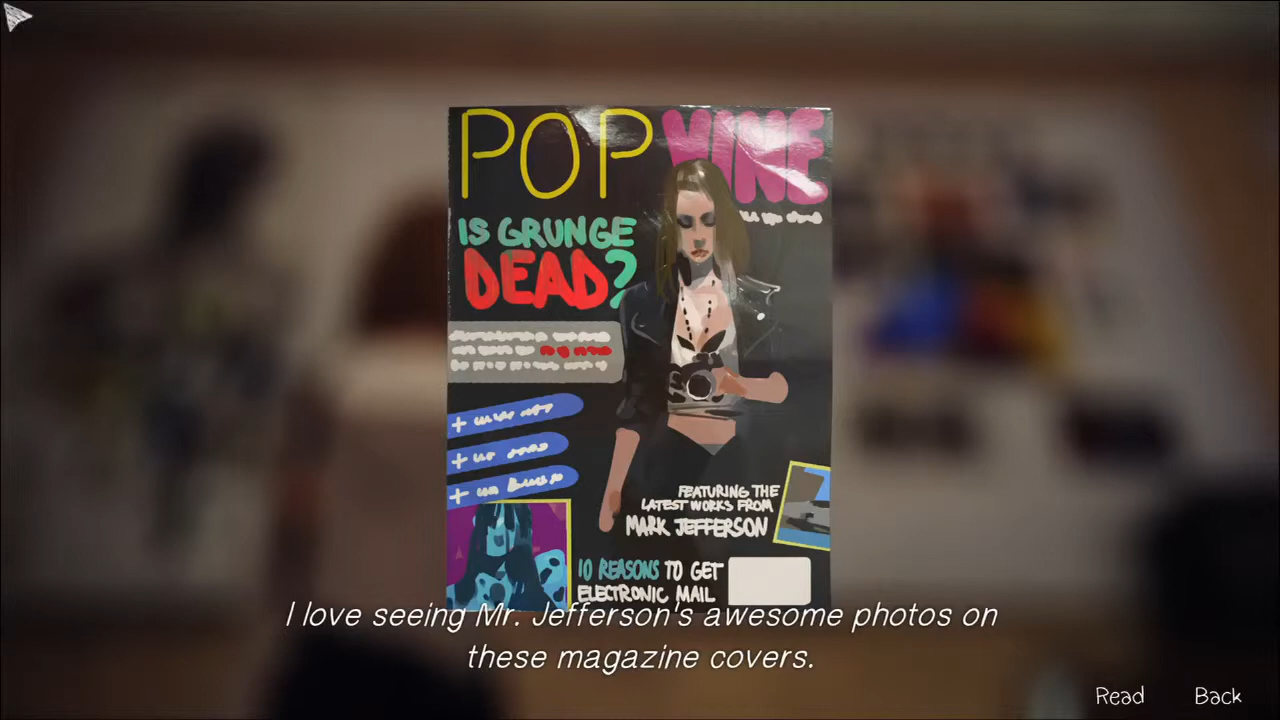 POP VINE
IS GRUNGE
DEAD?
FEATURING THE
LATEST WORKS FROM
MARK JEFFERSON
10 REASONS TO GET
ELECTRONIC MAIL
I love seeing Mr. Jefferson's awesome photos on
these magazine covers.
Read Back